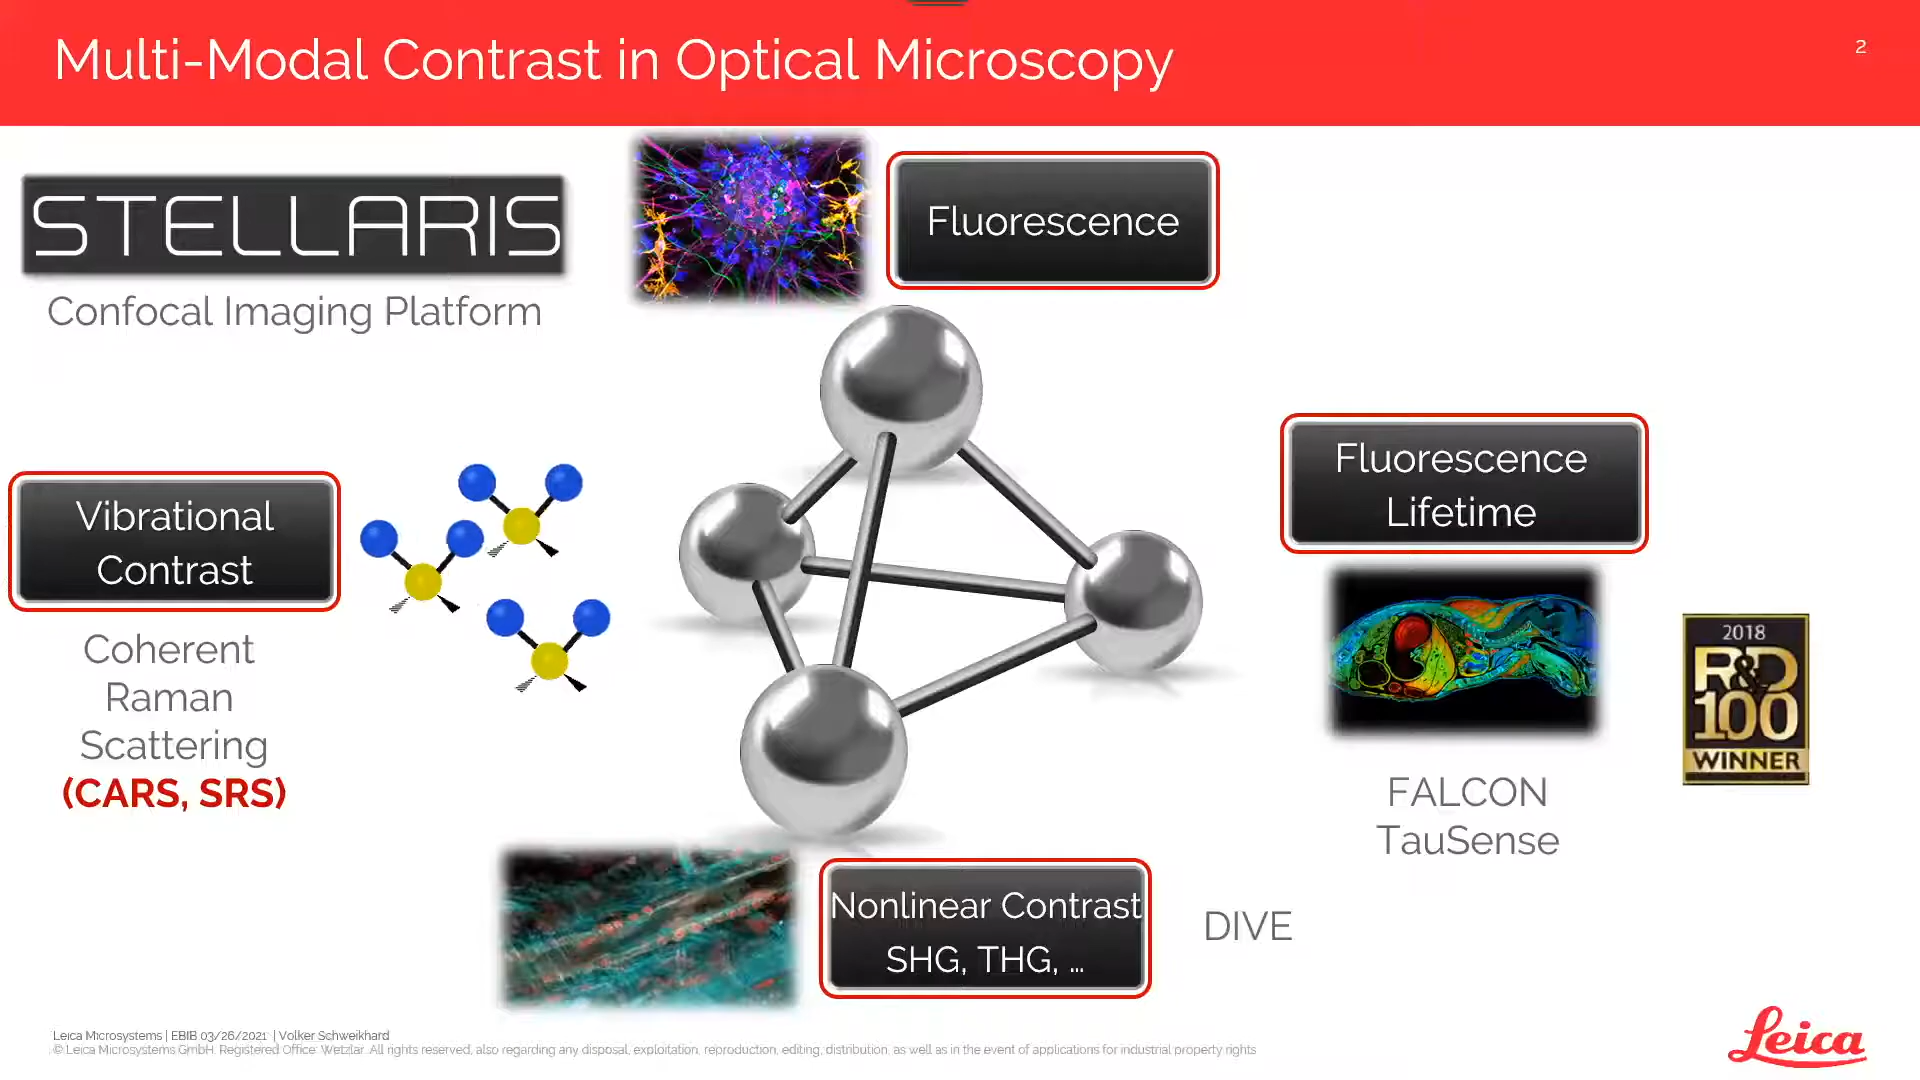 Multi-Modal Contrast in Optical Microscopy
2
STELLARIS
Confocal Imaging Platform
Fluorescence
Fluorescence
Lifetime
Vibrational
Contrast
Coherent
Raman
Scattering
(CARS, SRS)
2018
R&D
100
WINNER
FALCON
TauSense
Nonlinear Contrast
SHG, THG, ...
DIVE
Leica Microsystems | EBIB 03/26/2021 | Volker Schweikhard
© Leica Microsystems GmbH. Registered Office: Wetzlar. All rights reserved, also regarding any disposal, exploitation, reproduction, editing, distribution, as well as in the event of applications for industrial property rights
Leica